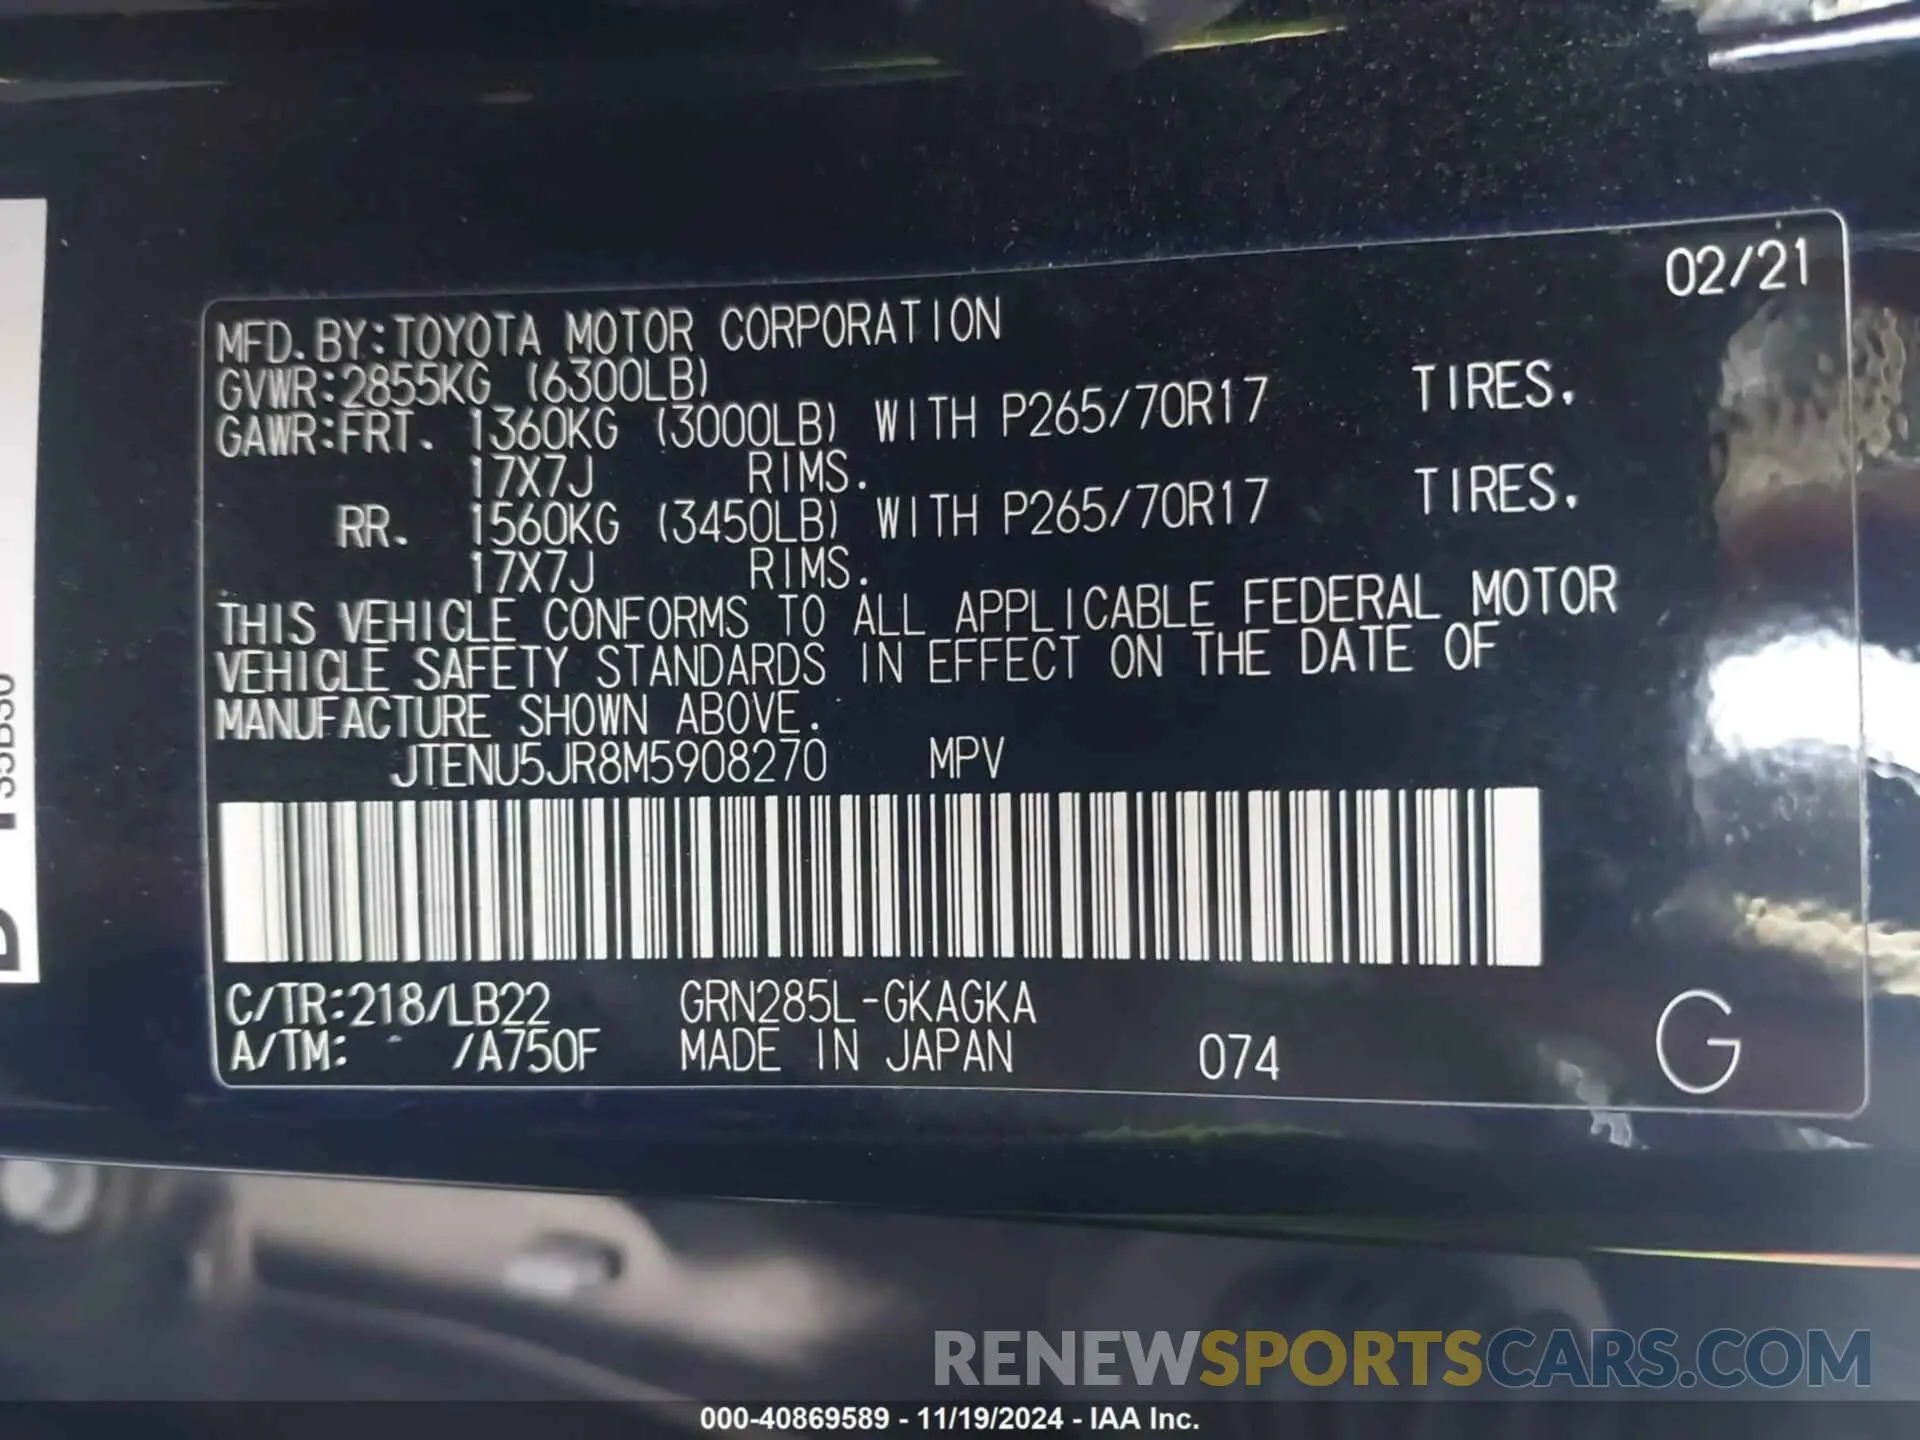 02/21
MFD.BY:TOYOTA MOTOR CORPORATION
GVWR:2855KG (6300LB)
GAWR:FRT. 1360KG (3000LB) WITH P265/70R17 TIRES.
17X7J RIMS.
RR. 1560KG (3450LB) WITH P265/70R17 TIRES.
17X7J RIMS.
THIS VEHICLE CONFORMS TO ALL APPLICABLE FEDERAL MOTOR
VEHICLE SAFETY STANDARDS IN EFFECT ON THE DATE OF
MANUFACTURE SHOWN ABOVE.
JTENU5JR8M5908270 MPV
C/TR:218/LB22 GRN285L-GKAGKA
A/TM: /A750F MADE IN JAPAN 074 G
RENEWSPORTSCARS.COM
000-40869589 - 11/19/2024 - IAA Inc.